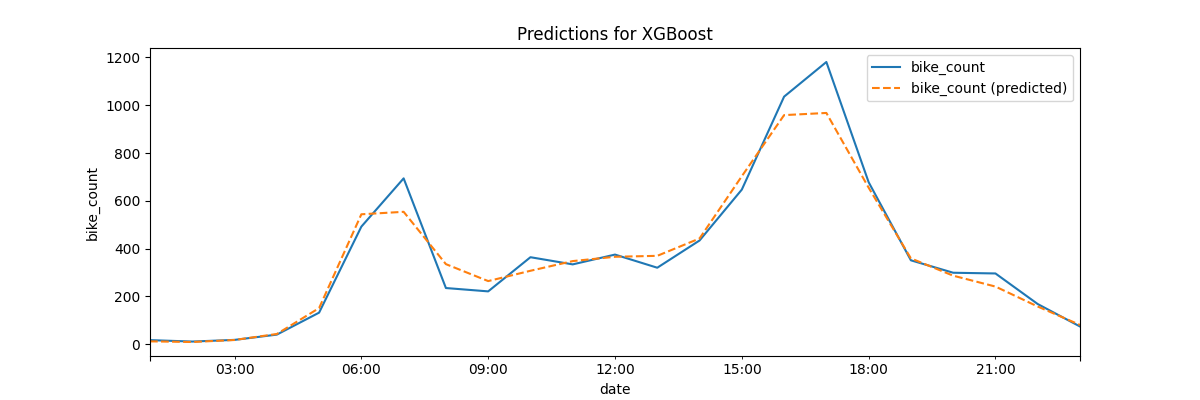 Predictions for XGBoost
bike_count
bike_count (predicted)
1200
1000
800
600
400
200
0
bike_count
03:00 06:00 09:00 12:00 15:00 18:00 21:00
date